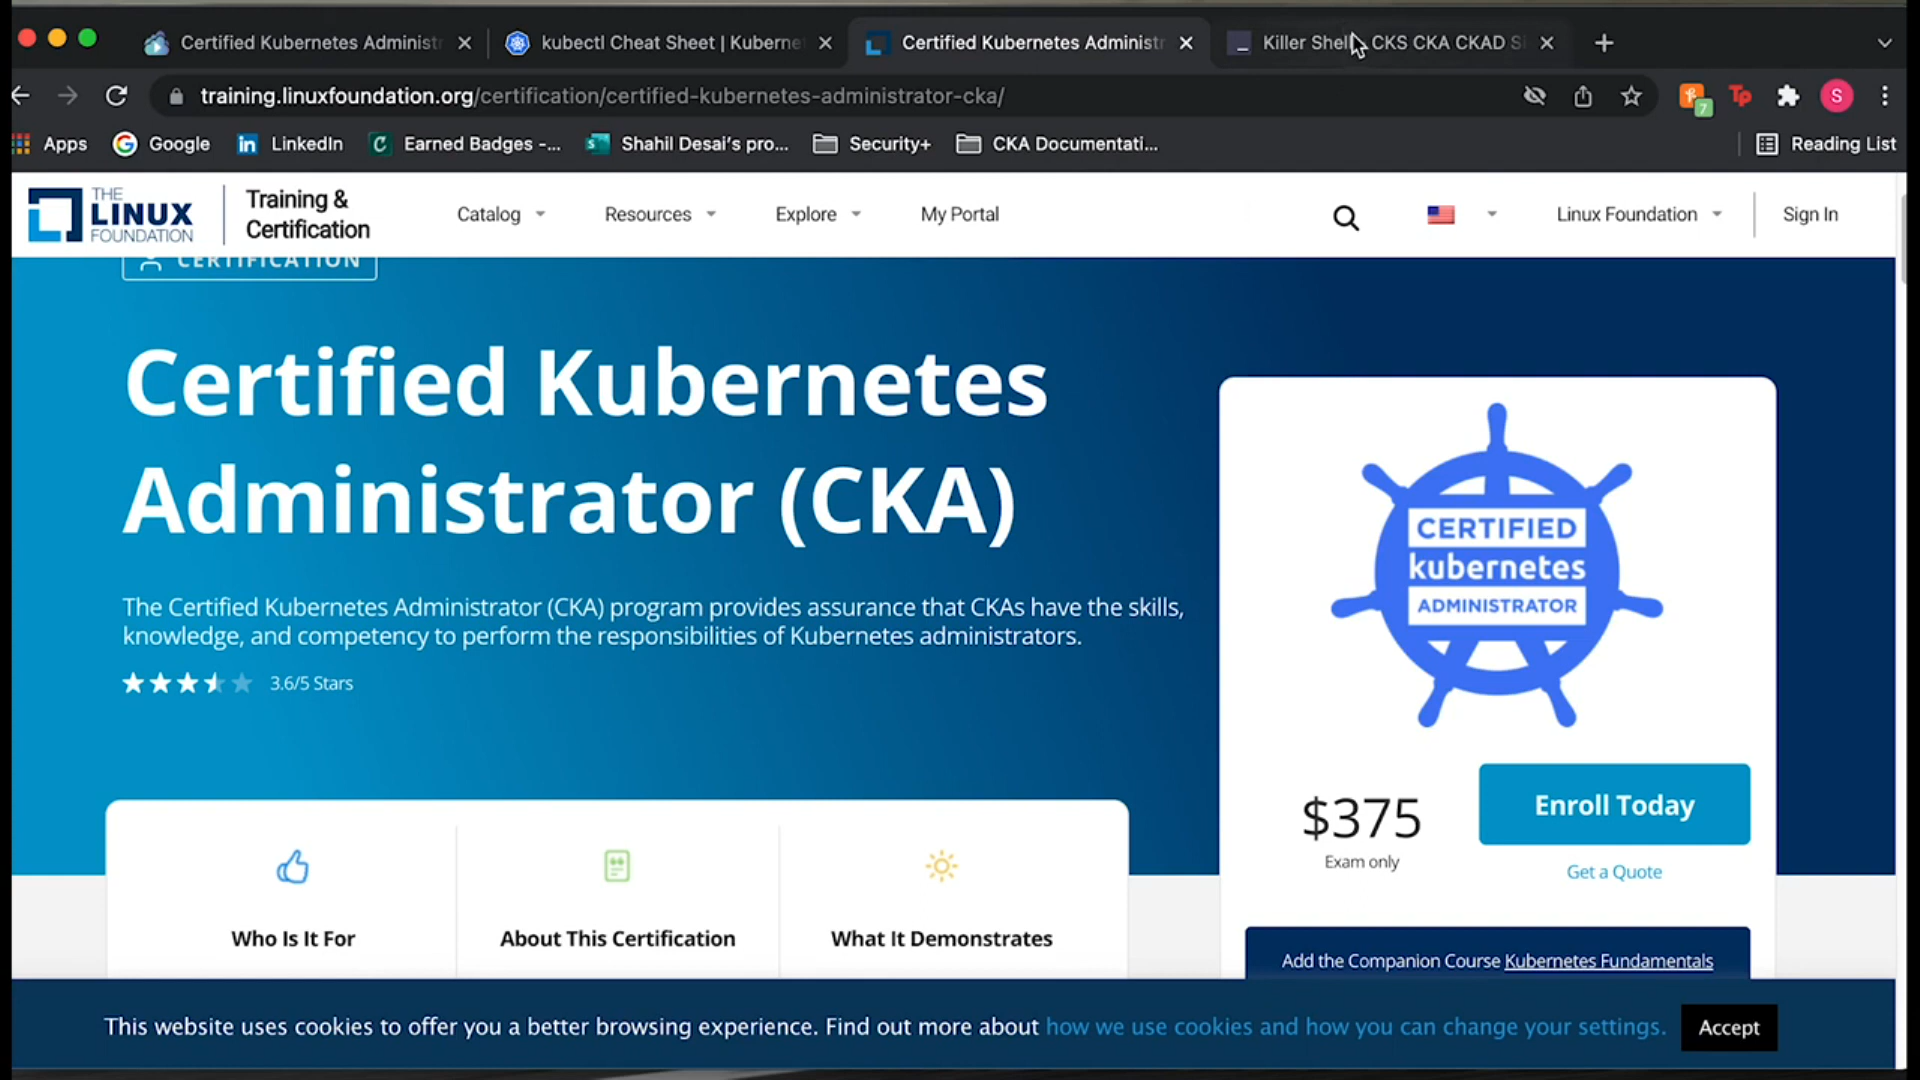 Certified Kubernetes Administr
kubectl Cheat Sheet | Kuberne
Certified Kubernetes Administr
Killer Shell CKS CKA CKAD Si
training.linuxfoundation.org/certification/certified-kubernetes-administrator-cka/
7
Tp
S
Apps
Google
LinkedIn
Earned Badges -...
Shahil Desai's pro...
Security+
CKA Documentati...
Reading List
THE
LINUX
FOUNDATION
Training &
Certification
Catalog
Resources
Explore
My Portal
Linux Foundation
Sign In
CERTIFICATION
Certified Kubernetes
Administrator (CKA)
The Certified Kubernetes Administrator (CKA) program provides assurance that CKAs have the skills,
knowledge, and competency to perform the responsibilities of Kubernetes administrators.
3.6/5 Stars
CERTIFIED
kubernetes
ADMINISTRATOR
$375
Exam only
Enroll Today
Get a Quote
Who Is It For
About This Certification
What It Demonstrates
Add the Companion Course Kubernetes Fundamentals
This website uses cookies to offer you a better browsing experience. Find out more about how we use cookies and how you can change your settings.
Accept